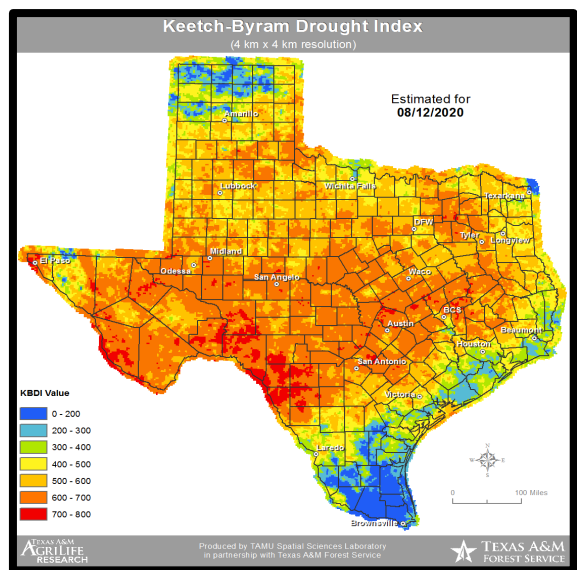 Keetch-Byram Drought Index
(4 km x 4 km resolution)
Estimated for
08/12/2020
Amarillo
Lubbock
Wichita Falls
Texarkana
DFW
Tyler
Longview
El Paso
Midland
Odessa
San Angelo
Waco
BCS
Austin
Beaumont
Houston
San Antonio
Victoria
Laredo
Brownsville
KBDI Value
0 - 200
200 - 300
300 - 400
400 - 500
500 - 600
600 - 700
700 - 800
N
W
E
S
0
100 Miles
TEXAS A&M
AGRILIFE
RESEARCH
Produced by TAMU Spatial Sciences Laboratory
in partnership with Texas A&M Forest Service
TEXAS A&M
FOREST SERVICE